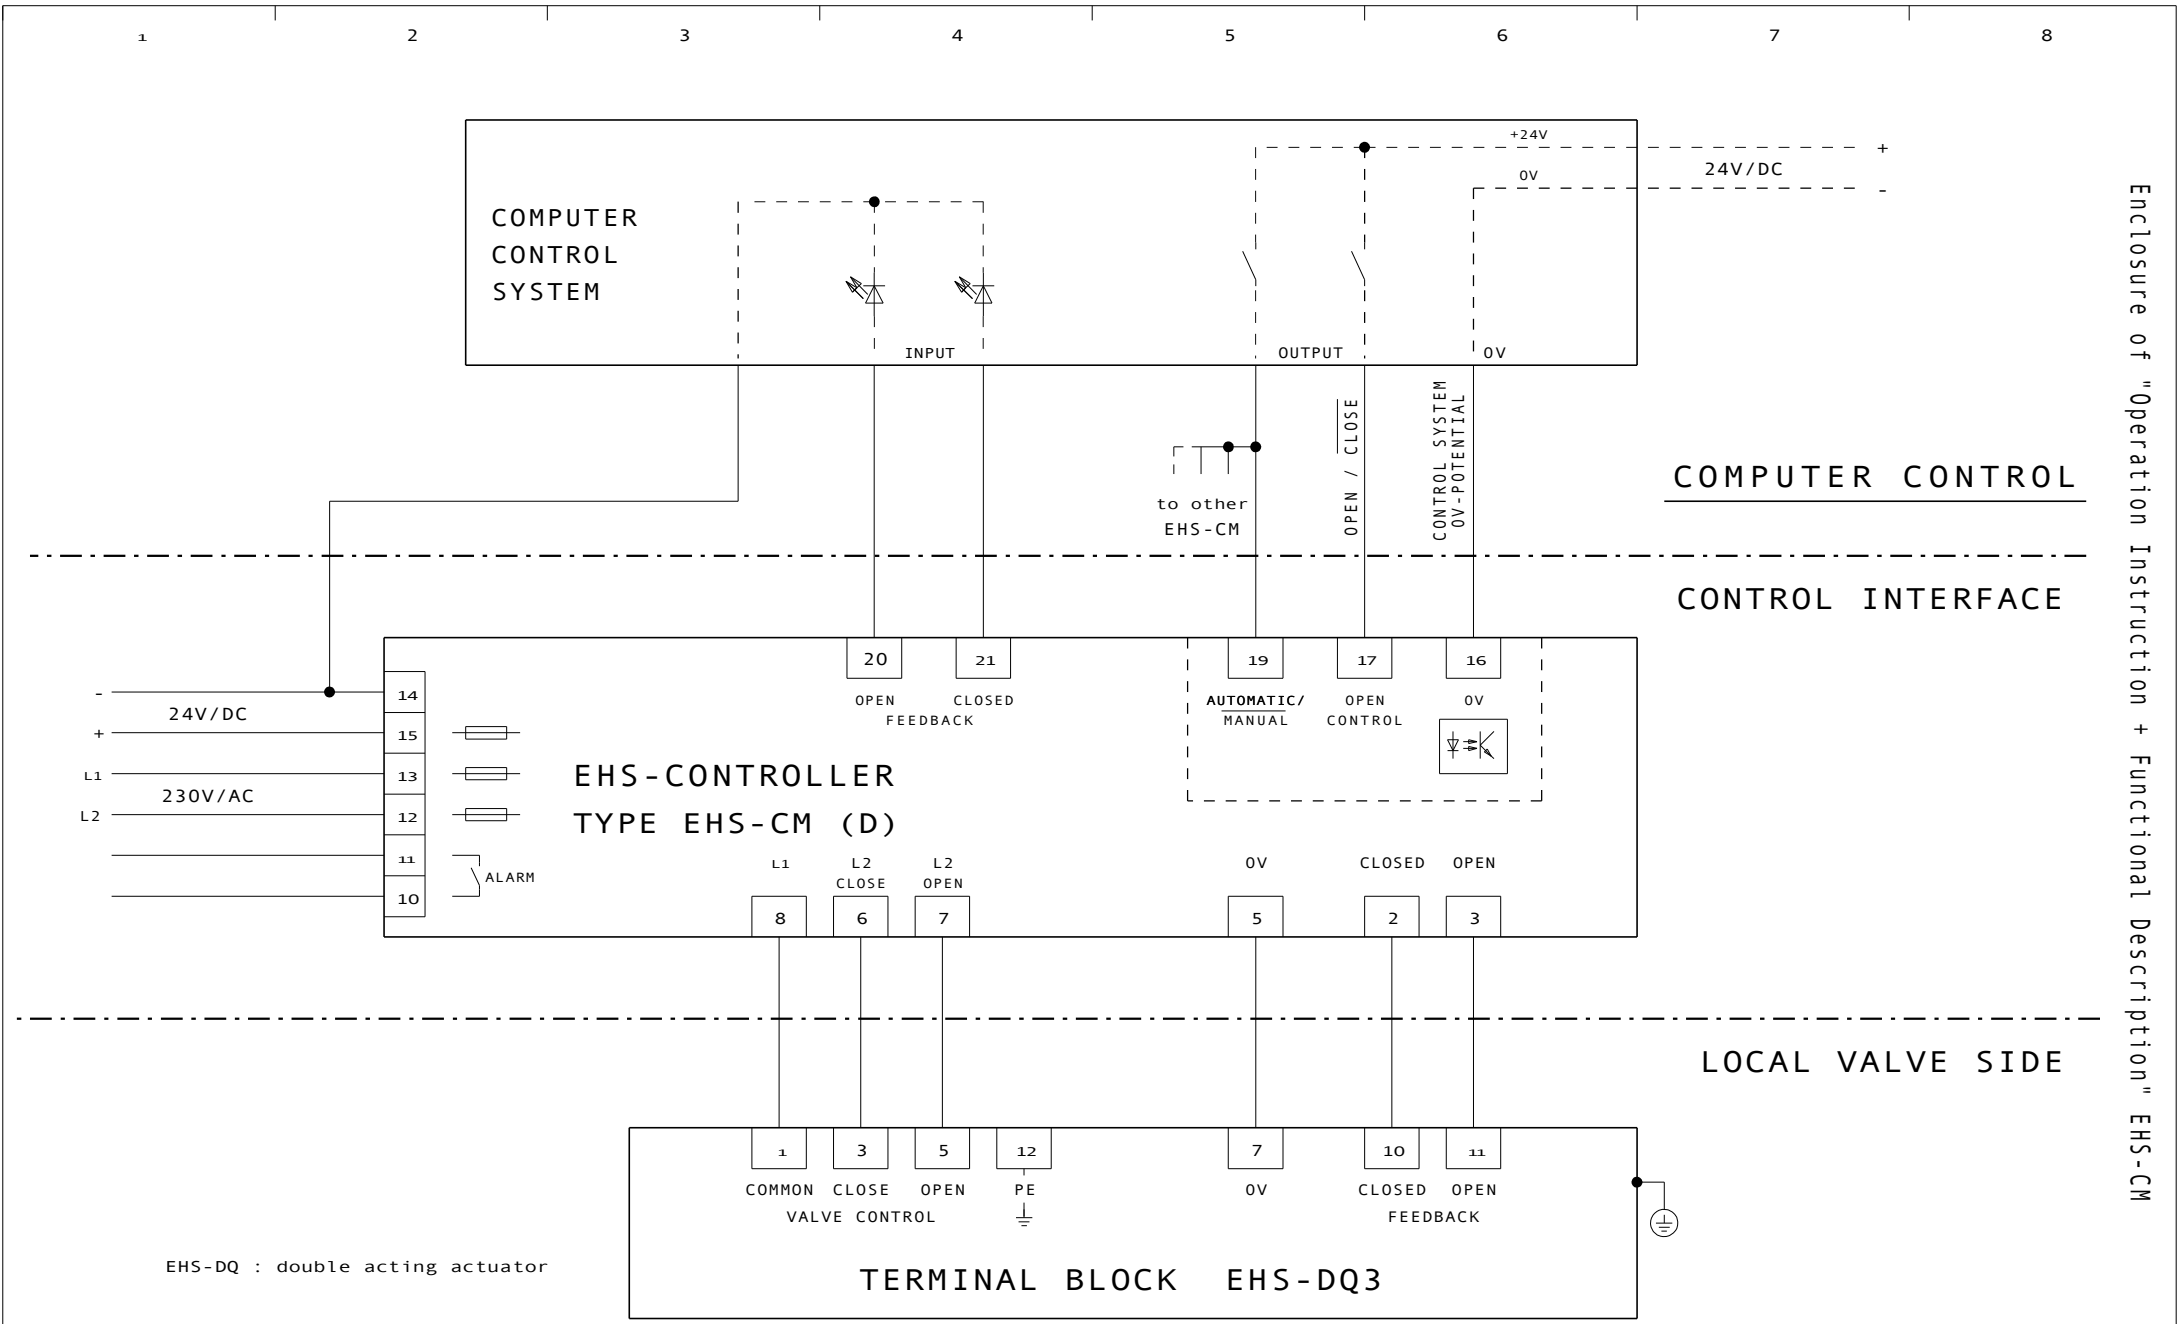 1 2 3 4 5 6 7 8
+24V
+
24V/DC
0V
-
COMPUTER
CONTROL
SYSTEM
INPUT
OUTPUT
0V
OPEN / CLOSE
CONTROL SYSTEM
0V-POTENTIAL
to other
EHS-CM
COMPUTER CONTROL
CONTROL INTERFACE
20 21 19 17 16
OPEN CLOSED
FEEDBACK
AUTOMATIC/
MANUAL
OPEN
CONTROL
0V
- 14
24V/DC
+ 15
L1 13
230V/AC
L2 12
11
ALARM
10
EHS-CONTROLLER
TYPE EHS-CM (D)
L1 L2 L2 0V CLOSED OPEN
CLOSE OPEN
8 6 7 5 2 3
LOCAL VALVE SIDE
1 3 5 12 7 10 11
COMMON CLOSE OPEN PE 0V CLOSED OPEN
VALVE CONTROL FEEDBACK
EHS-DQ : double acting actuator
TERMINAL BLOCK EHS-DQ3
Enclosure of "Operation Instruction + Functional Description" EHS-CM